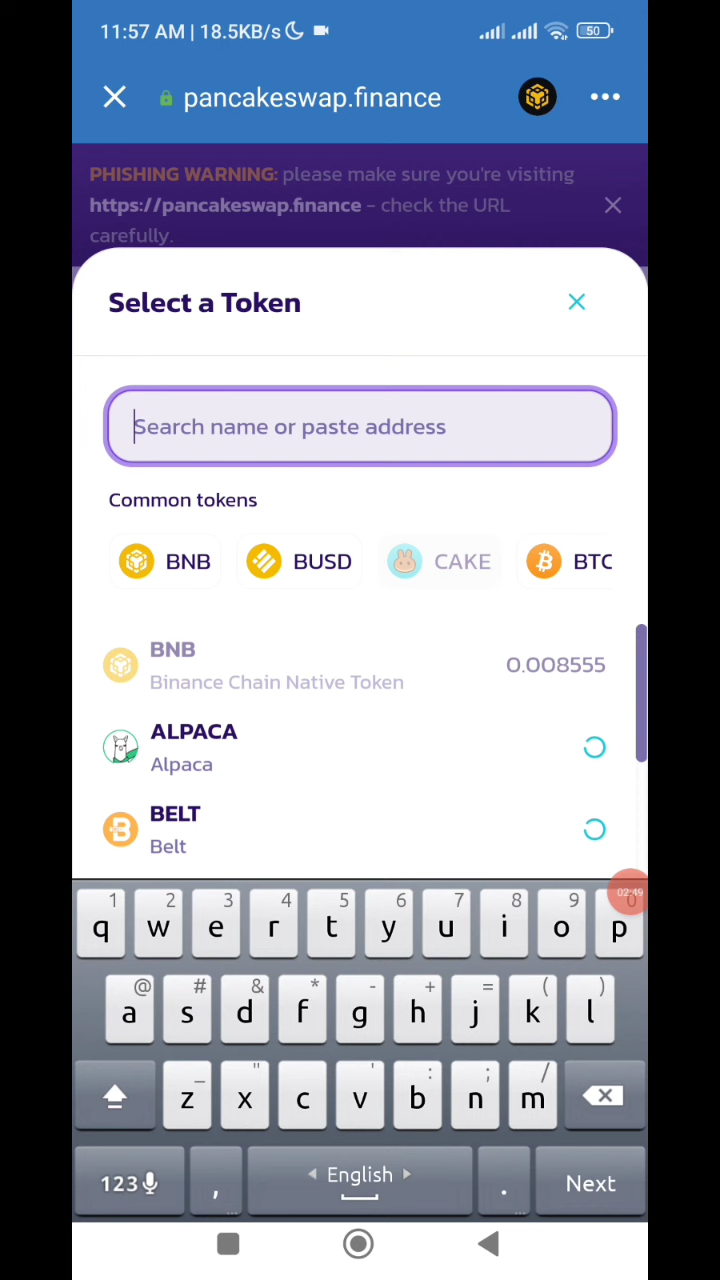 11:57 AM | 18.5KB/s 50
pancakeswap.finance
PHISHING WARNING: please make sure you're visiting
https://pancakeswap.finance - check the URL
carefully.
Select a Token
Search name or paste address
Common tokens
BNB BUSD CAKE BTC
BNB
Binance Chain Native Token
0.008555
ALPACA
Alpaca
BELT
Belt
02:49
1 2 3 4 5 6 7 8 9 0
q w e r t y u i o p
@ # & * - + = ( )
a s d f g h j k l
_ " ' : ; /
z x c v b n m
123 , English . Next